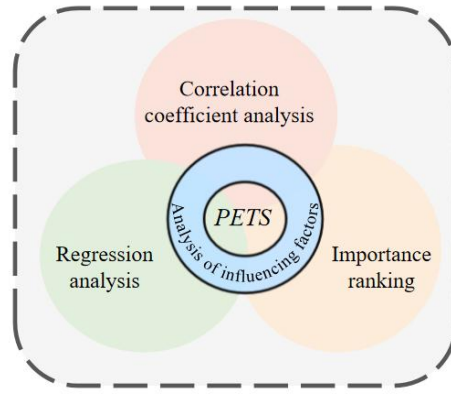 Correlation
coefficient analysis
PETS
Analysis of influencing factors
Regression
analysis
Importance
ranking